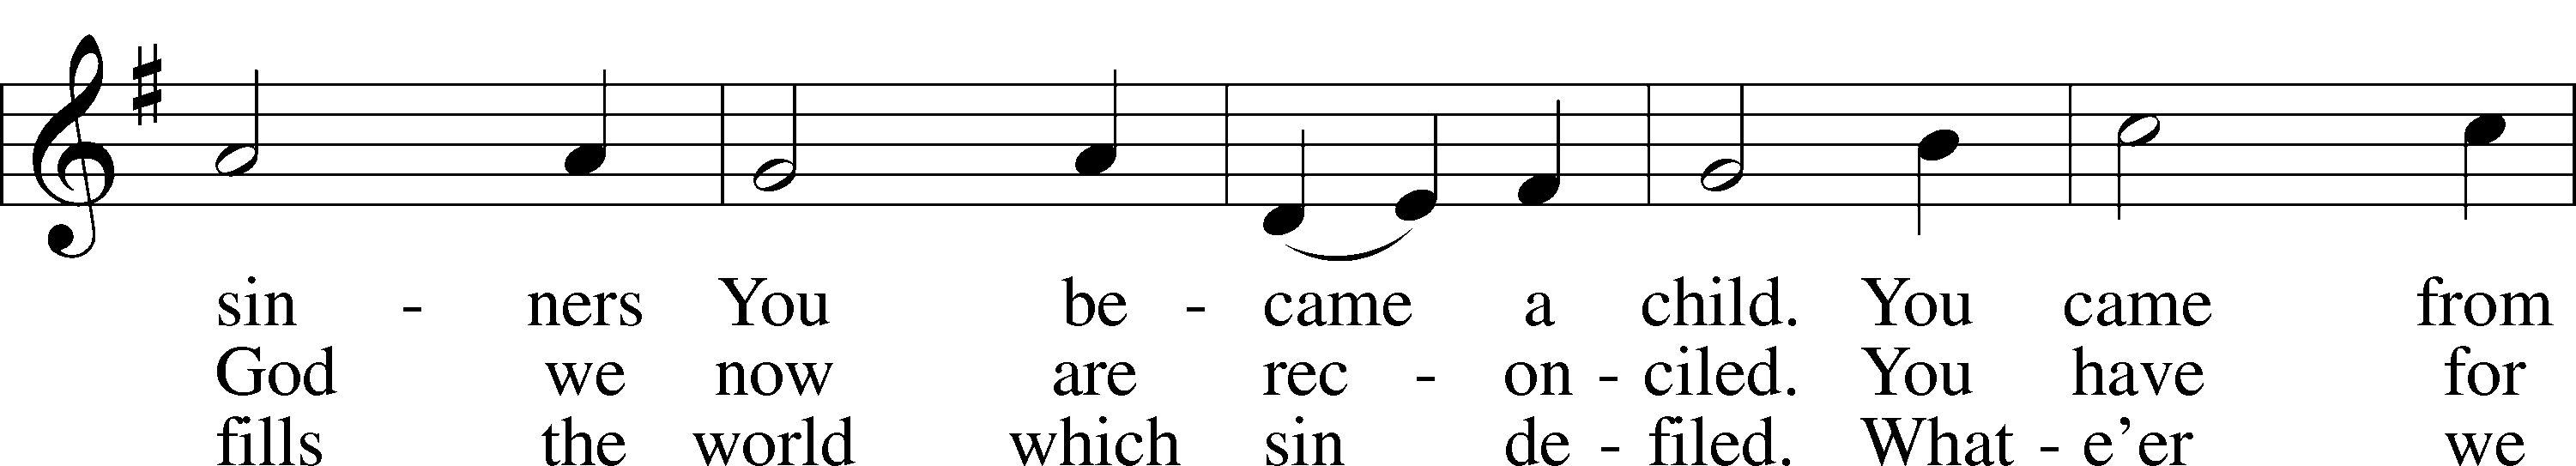 sin - ners You be - came a child. You came from
God we now are rec - on - ciled. You have for
fills the world which sin de - filed. What - e’er we